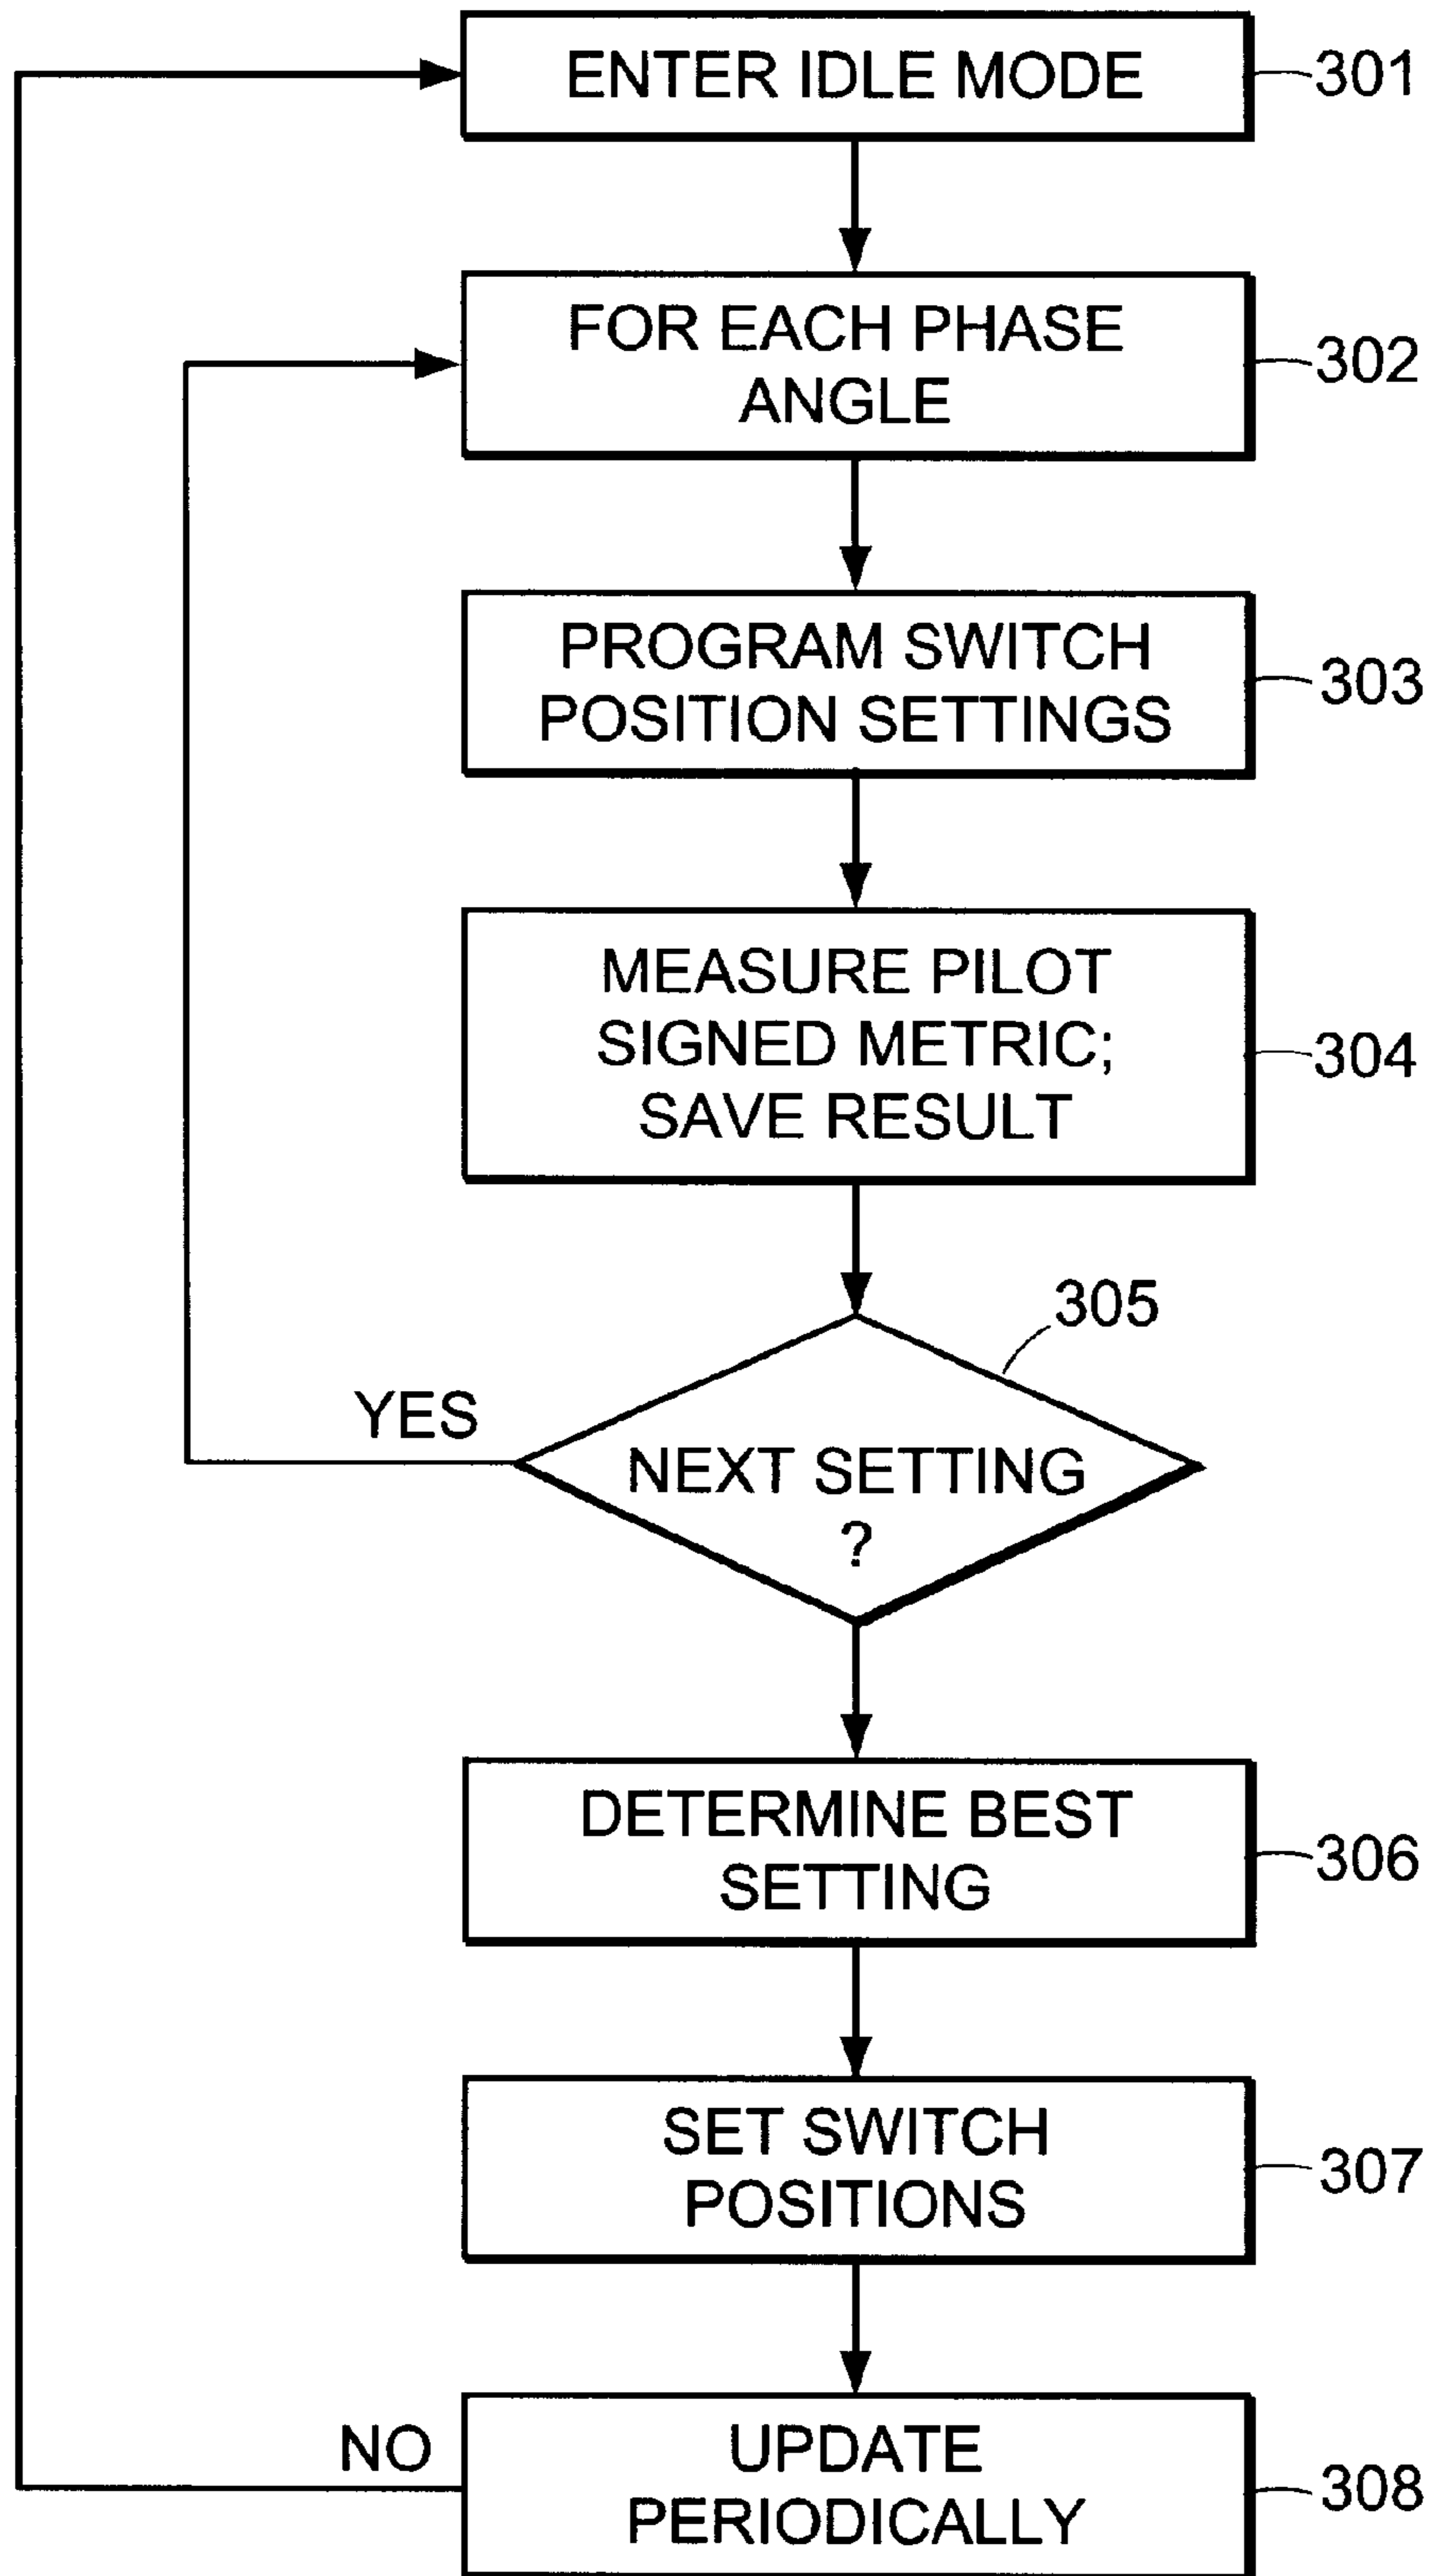 ENTER IDLE MODE
301
FOR EACH PHASE
ANGLE
302
PROGRAM SWITCH
POSITION SETTINGS
303
MEASURE PILOT
SIGNED METRIC;
SAVE RESULT
304
305
YES
NEXT SETTING
?
DETERMINE BEST
SETTING
306
SET SWITCH
POSITIONS
307
NO
UPDATE
PERIODICALLY
308